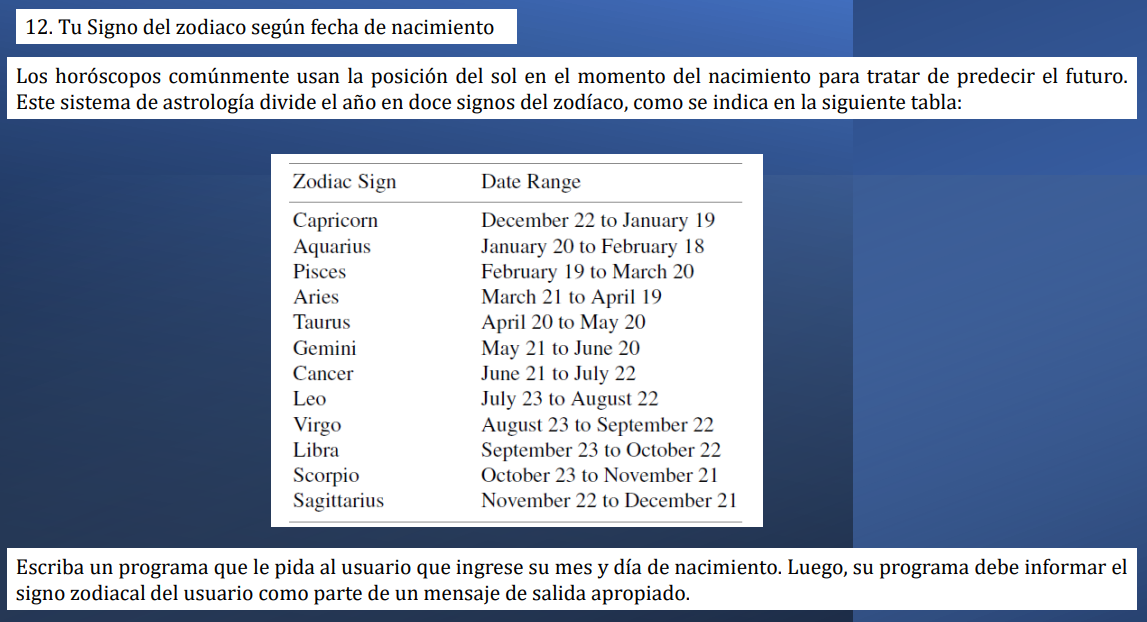 12. Tu Signo del zodiaco según fecha de nacimiento
Los horóscopos comúnmente usan la posición del sol en el momento del nacimiento para tratar de predecir el futuro.
Este sistema de astrología divide el año en doce signos del zodíaco, como se indica en la siguiente tabla:
Zodiac Sign Date Range
Capricorn December 22 to January 19
Aquarius January 20 to February 18
Pisces February 19 to March 20
Aries March 21 to April 19
Taurus April 20 to May 20
Gemini May 21 to June 20
Cancer June 21 to July 22
Leo July 23 to August 22
Virgo August 23 to September 22
Libra September 23 to October 22
Scorpio October 23 to November 21
Sagittarius November 22 to December 21
Escriba un programa que le pida al usuario que ingrese su mes y día de nacimiento. Luego, su programa debe informar el
signo zodiacal del usuario como parte de un mensaje de salida apropiado.